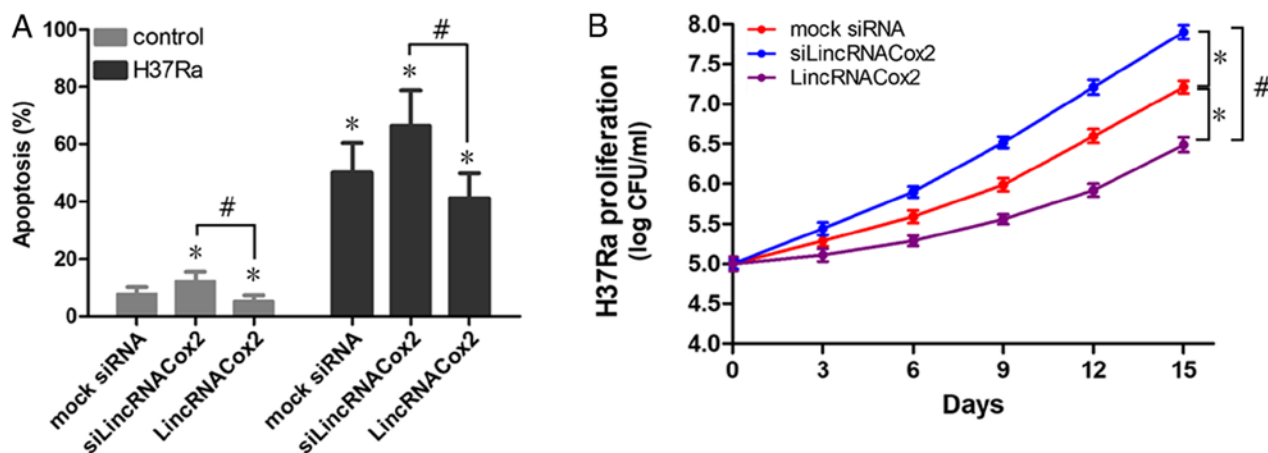 A
control
H37Ra
Apoptosis (%)
100
80
60
40
20
0
*
*
#
*
*
*
#
mock siRNA
siLincRNACox2
LincRNACox2
mock siRNA
siLincRNACox2
LincRNACox2
B
mock siRNA
siLincRNACox2
LincRNACox2
H37Ra proliferation
(log CFU/ml)
8.0
7.5
7.0
6.5
6.0
5.5
5.0
4.5
4.0
*
*
#
0 3 6 9 12 15
Days